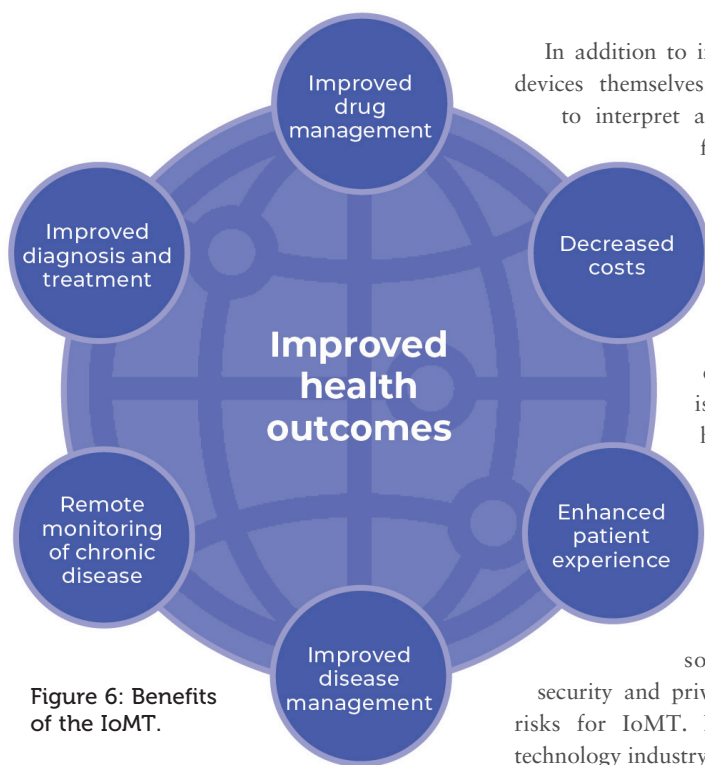 Improved
drug
management
Improved
diagnosis and
treatment
Decreased
costs
Improved
health
outcomes
Remote
monitoring
of chronic
disease
Enhanced
patient
experience
Improved
disease
management
Figure 6: Benefits
of the IoMT.
In addition to
devices themselves
to interpret
security and
risks for IoMT.
technology industry